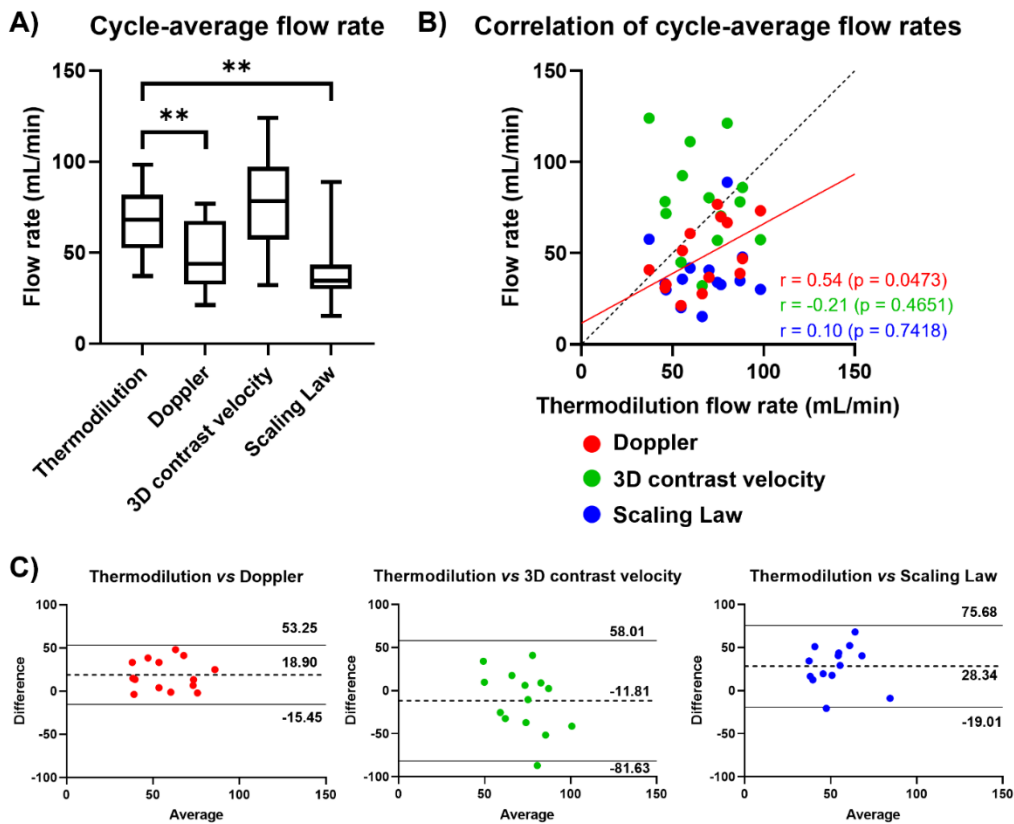 A) Cycle-average flow rate
Flow rate (mL/min)
150
100
50
0
**
**
Thermodilution
Doppler
3D contrast velocity
Scaling Law
B) Correlation of cycle-average flow rates
Flow rate (mL/min)
150
100
50
0
r = 0.54 (p = 0.0473)
r = -0.21 (p = 0.4651)
r = 0.10 (p = 0.7418)
0 50 100 150
Thermodilution flow rate (mL/min)
Doppler
3D contrast velocity
Scaling Law
C)
Thermodilution vs Doppler
Difference
100
50
0
-50
-100
53.25
18.90
-15.45
0 50 100 150
Average
Thermodilution vs 3D contrast velocity
Difference
100
50
0
-50
-100
58.01
-11.81
-81.63
0 50 100 150
Average
Thermodilution vs Scaling Law
Difference
100
50
0
-50
-100
75.68
28.34
-19.01
0 50 100 150
Average